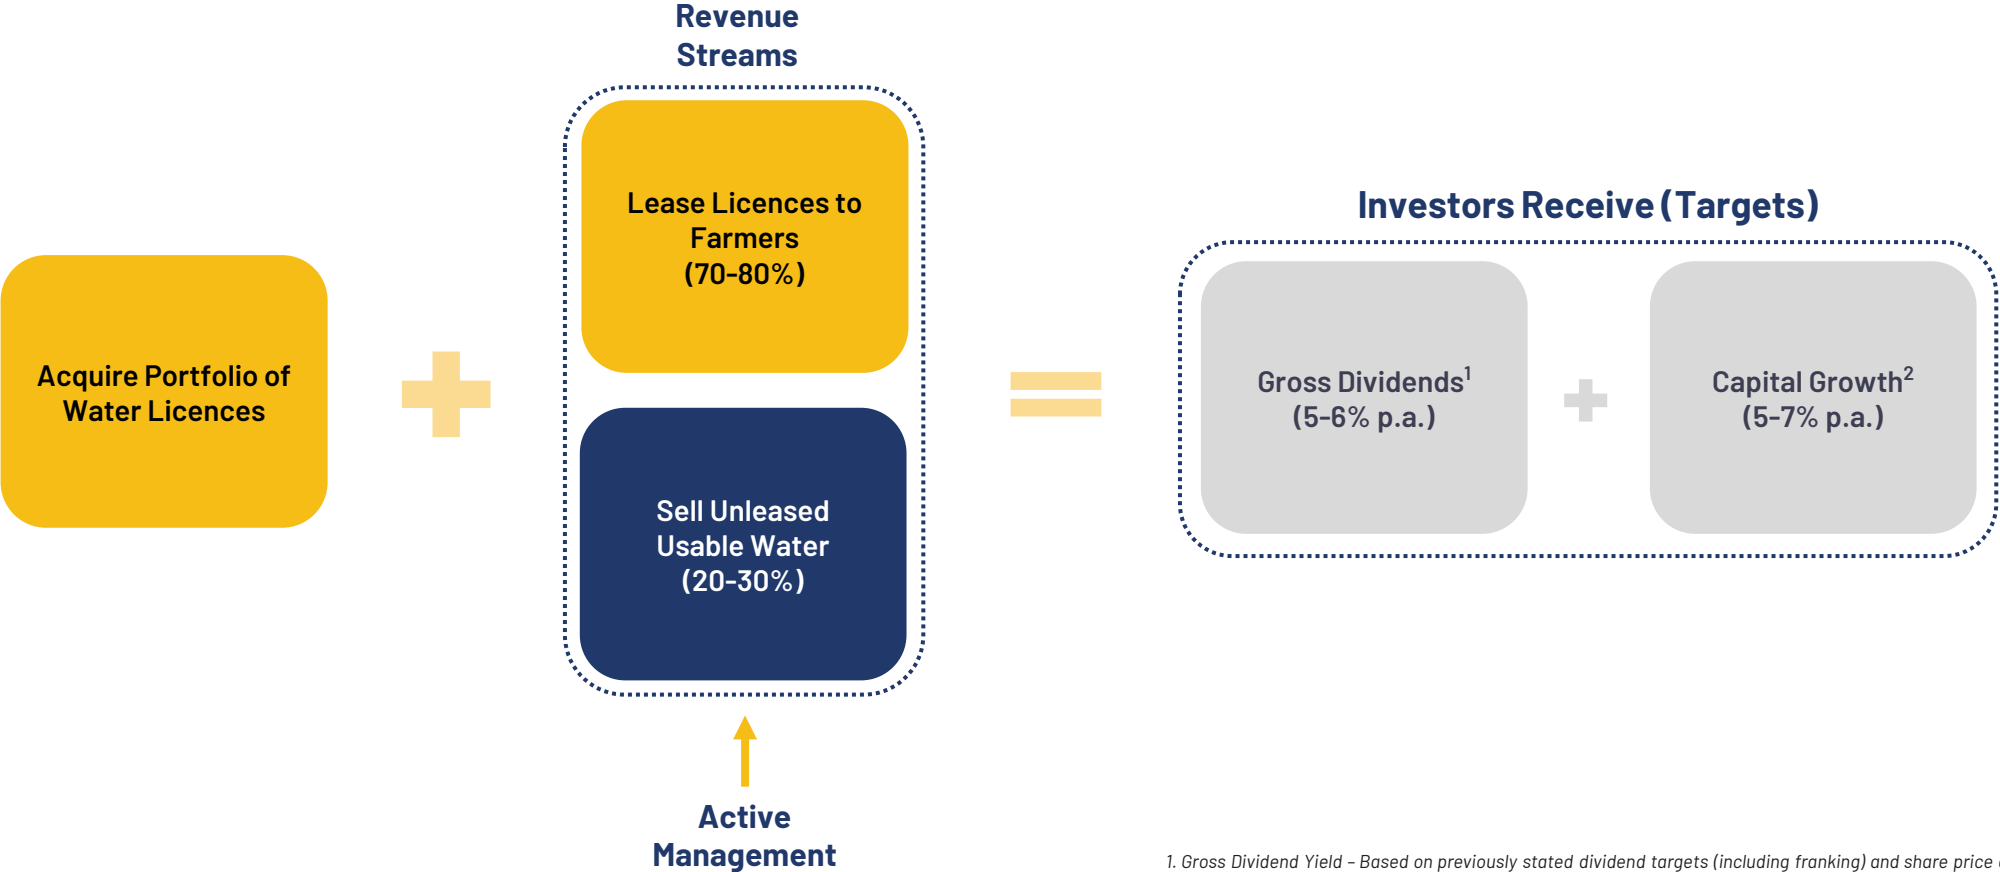 Revenue
Streams
Lease Licences to
Farmers
(70-80%)
Investors Receive (Targets)
Acquire Portfolio of
Water Licences
Gross Dividends¹
(5-6% p.a.)
Capital Growth²
(5-7% p.a.)
Sell Unleased
Usable Water
(20-30%)
Active
Management
1. Gross Dividend Yield – Based on previously stated dividend targets (including franking) and share price